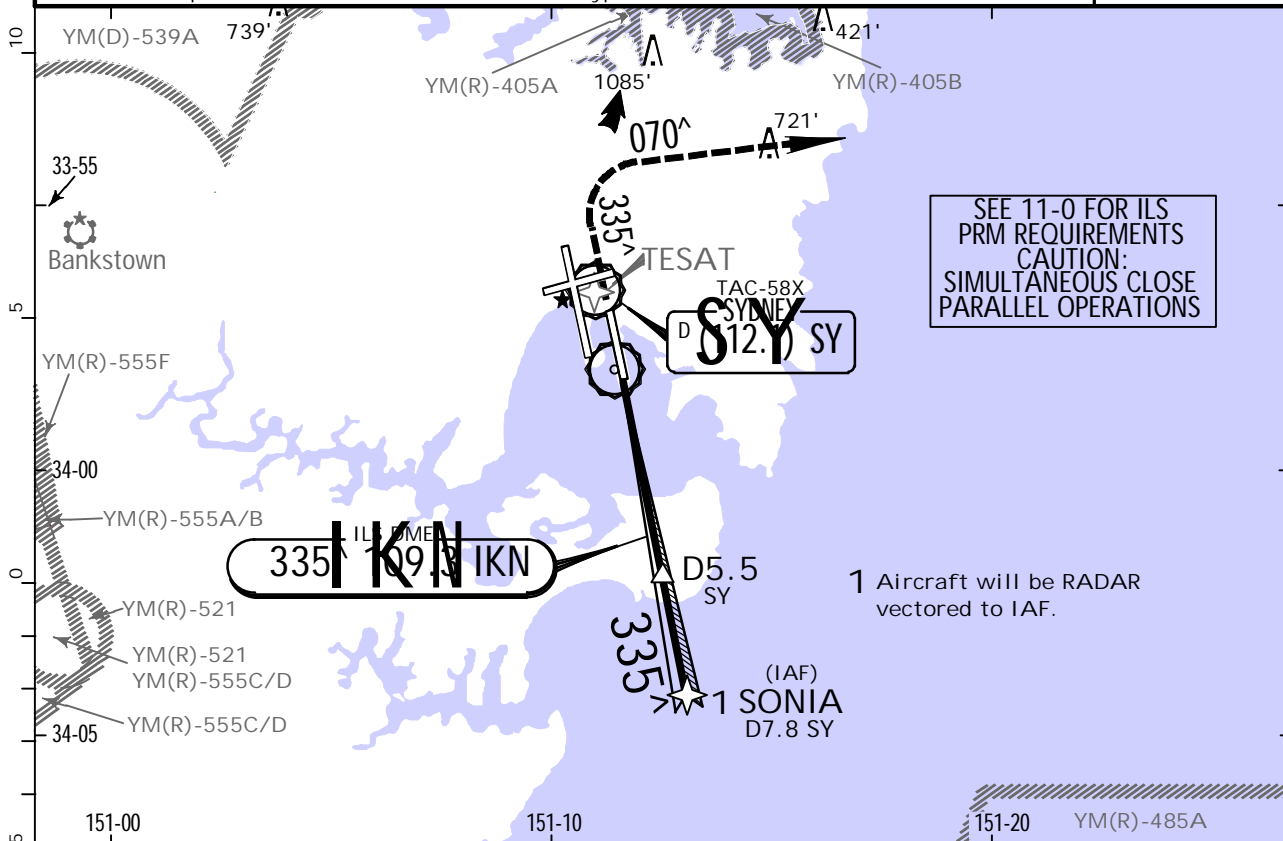 10
YM(D)-539A
739'
YM(R)-405A
1085'
421'
YM(R)-405B
070^
721'
33-55
Bankstown
335^
TESAT
SEE 11-0 FOR ILS
PRM REQUIREMENTS
CAUTION:
SIMULTANEOUS CLOSE
PARALLEL OPERATIONS
TAC-58X
SYDNEY
D (112.1) SY
S Y
5
YM(R)-555F
34-00
YM(R)-555A/B
ILS DME
335^ 109.3 IKN
I K N
D5.5
SY
0
1 Aircraft will be RADAR
vectored to IAF.
YM(R)-521
YM(R)-521
YM(R)-555C/D
YM(R)-555C/D
335^
(IAF)
1 SONIA
D7.8 SY
34-05
5
151-00
151-10
151-20
YM(R)-485A